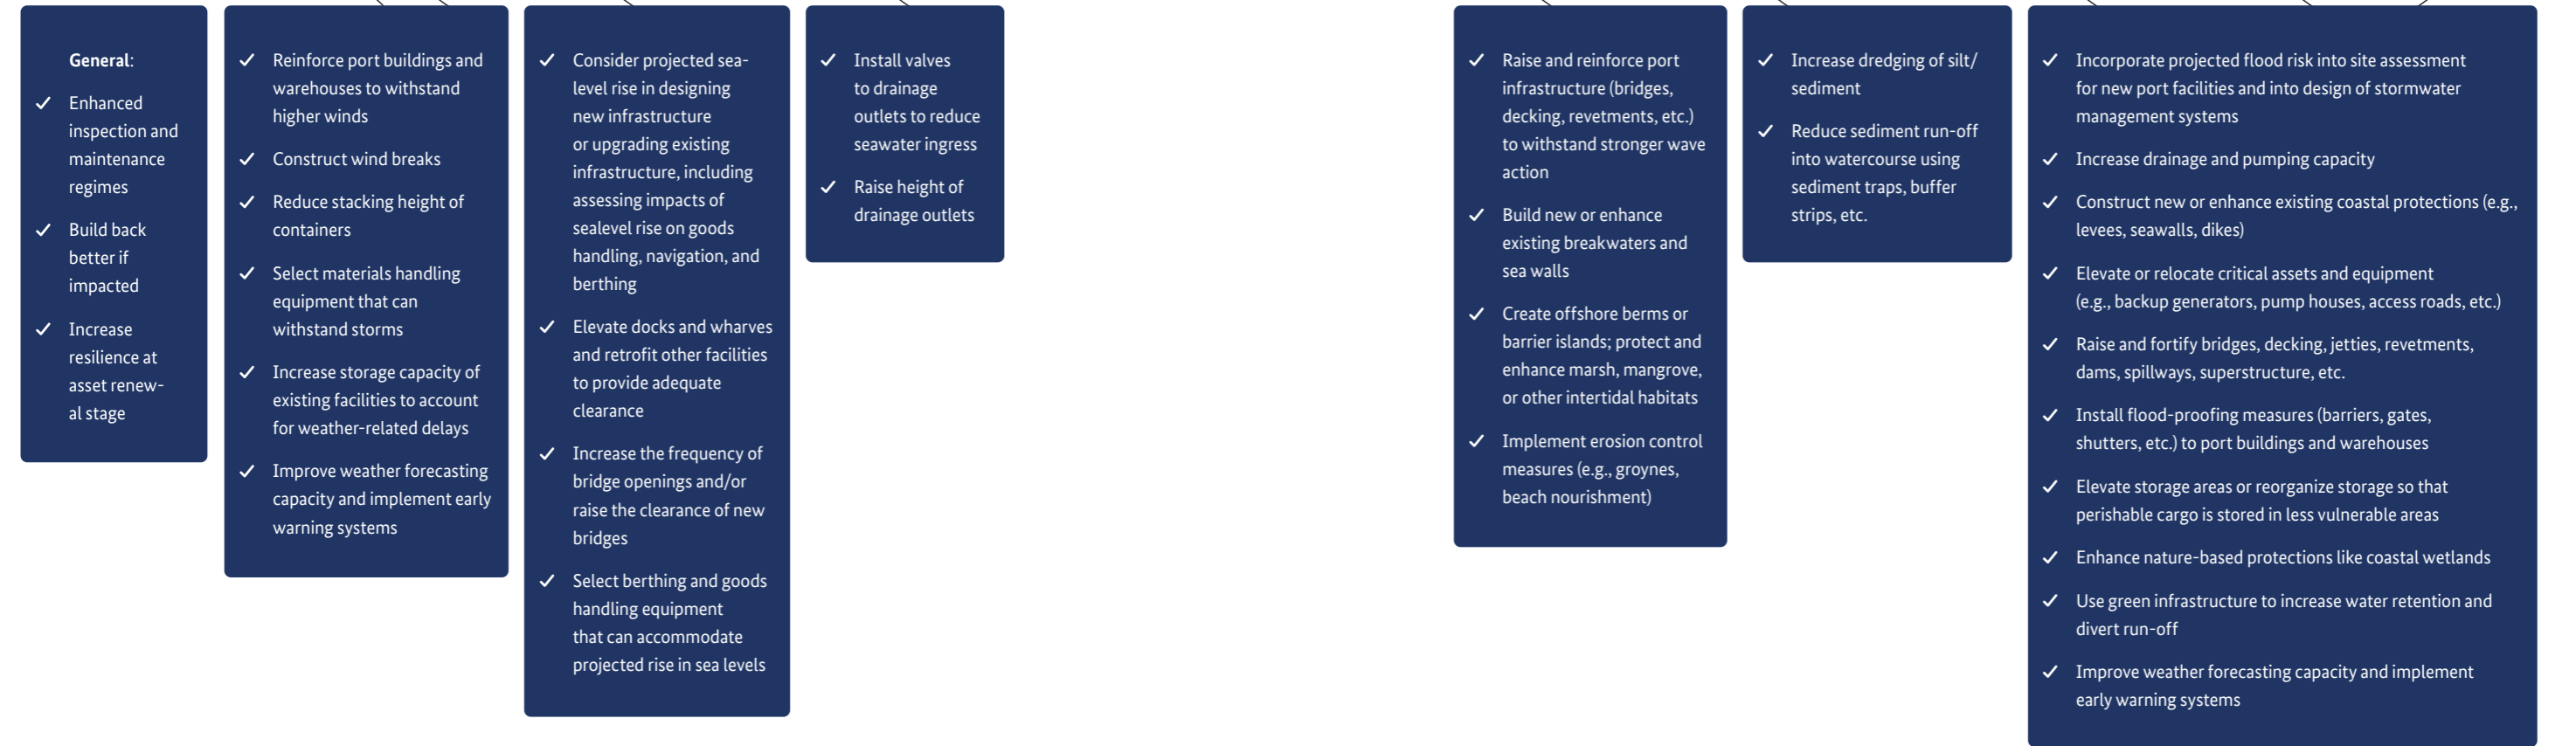 General:
Enhanced
inspection and
maintenance
regimes
Build back
better if
impacted
Increase
resilience at
asset renew-
al stage
Reinforce port buildings and
warehouses to withstand
higher winds
Construct wind breaks
Reduce stacking height of
containers
Select materials handling
equipment that can
withstand storms
Increase storage capacity of
existing facilities to account
for weather-related delays
Improve weather forecasting
capacity and implement early
warning systems
Consider projected sea-
level rise in designing
new infrastructure
or upgrading existing
infrastructure, including
assessing impacts of
sealevel rise on goods
handling, navigation, and
berthing
Elevate docks and wharves
and retrofit other facilities
to provide adequate
clearance
Increase the frequency of
bridge openings and/or
raise the clearance of new
bridges
Select berthing and goods
handling equipment
that can accommodate
projected rise in sea levels
Install valves
to drainage
outlets to reduce
seawater ingress
Raise height of
drainage outlets
Raise and reinforce port
infrastructure (bridges,
decking, revetments, etc.)
to withstand stronger wave
action
Build new or enhance
existing breakwaters and
sea walls
Create offshore berms or
barrier islands; protect and
enhance marsh, mangrove,
or other intertidal habitats
Implement erosion control
measures (e.g., groynes,
beach nourishment)
Increase dredging of silt/
sediment
Reduce sediment run-off
into watercourse using
sediment traps, buffer
strips, etc.
Incorporate projected flood risk into site assessment
for new port facilities and into design of stormwater
management systems
Increase drainage and pumping capacity
Construct new or enhance existing coastal protections (e.g.,
levees, seawalls, dikes)
Elevate or relocate critical assets and equipment
(e.g., backup generators, pump houses, access roads, etc.)
Raise and fortify bridges, decking, jetties, revetments,
dams, spillways, superstructure, etc.
Install flood-proofing measures (barriers, gates,
shutters, etc.) to port buildings and warehouses
Elevate storage areas or reorganize storage so that
perishable cargo is stored in less vulnerable areas
Enhance nature-based protections like coastal wetlands
Use green infrastructure to increase water retention and
divert run-off
Improve weather forecasting capacity and implement
early warning systems